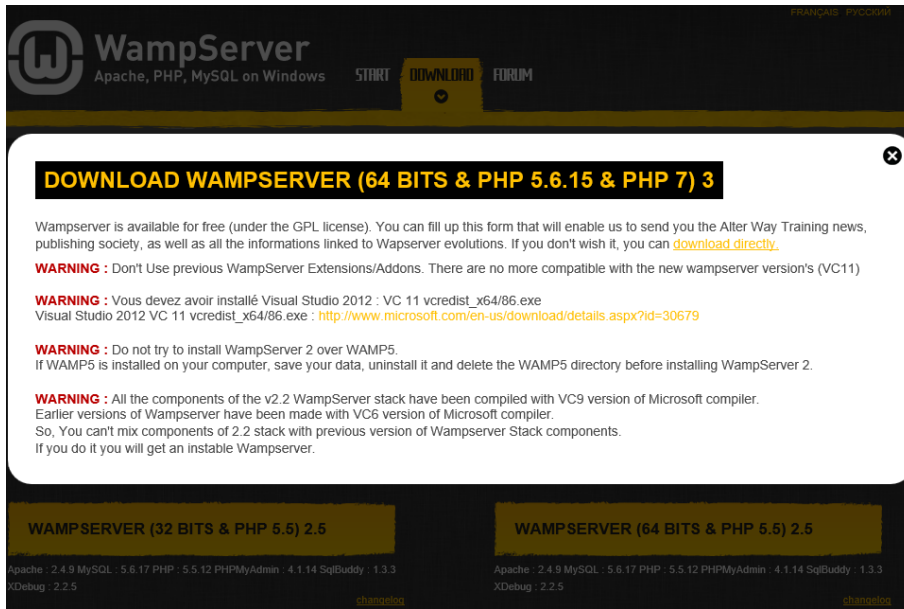 FRANÇAIS РУССКИЙ
WampServer
Apache, PHP, MySQL on Windows
START DOWNLOAD FORUM
DOWNLOAD WAMPSERVER (64 BITS & PHP 5.6.15 & PHP 7) 3
Wampserver is available for free (under the GPL license). You can fill up this form that will enable us to send you the Alter Way Training news,
publishing society, as well as all the informations linked to Wapserver evolutions. If you don't wish it, you can download directly.
WARNING : Don't Use previous WampServer Extensions/Addons. There are no more compatible with the new wampserver version's (VC11)
WARNING : Vous devez avoir installé Visual Studio 2012 : VC 11 vcredist_x64/86.exe
Visual Studio 2012 VC 11 vcredist_x64/86.exe : http://www.microsoft.com/en-us/download/details.aspx?id=30679
WARNING : Do not try to install WampServer 2 over WAMP5.
If WAMP5 is installed on your computer, save your data, uninstall it and delete the WAMP5 directory before installing WampServer 2.
WARNING : All the components of the v2.2 WampServer stack have been compiled with VC9 version of Microsoft compiler.
Earlier versions of Wampserver have been made with VC6 version of Microsoft compiler.
So, You can't mix components of 2.2 stack with previous version of Wampserver Stack components.
If you do it you will get an instable Wampserver.
WAMPSERVER (32 BITS & PHP 5.5) 2.5
Apache : 2.4.9 MySQL : 5.6.17 PHP : 5.5.12 PHPMyAdmin : 4.1.14 SqlBuddy : 1.3.3
XDebug : 2.2.5
changelog
WAMPSERVER (64 BITS & PHP 5.5) 2.5
Apache : 2.4.9 MySQL : 5.6.17 PHP : 5.5.12 PHPMyAdmin : 4.1.14 SqlBuddy : 1.3.3
XDebug : 2.2.5
changelog